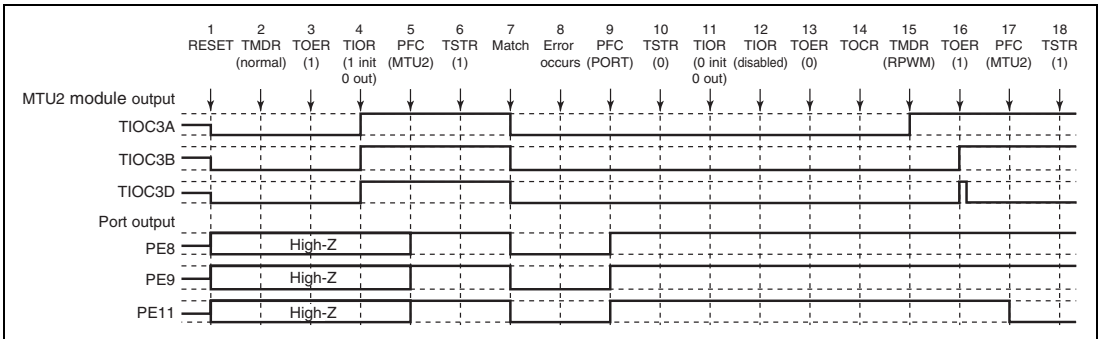 1 2 3 4 5 6 7 8 9 10 11 12 13 14 15 16 17 18
RESET TMDR TOER TIOR PFC TSTR Match Error PFC TSTR TIOR TIOR TOER TOCR TMDR TOER PFC TSTR
(normal) (1) (1 init (MTU2) (1) occurs (PORT) (0) (0 init (disabled) (0) (RPWM) (1) (MTU2) (1)
0 out) 0 out)
MTU2 module output
TIOC3A
TIOC3B
TIOC3D
Port output
PE8 High-Z
PE9 High-Z
PE11 High-Z